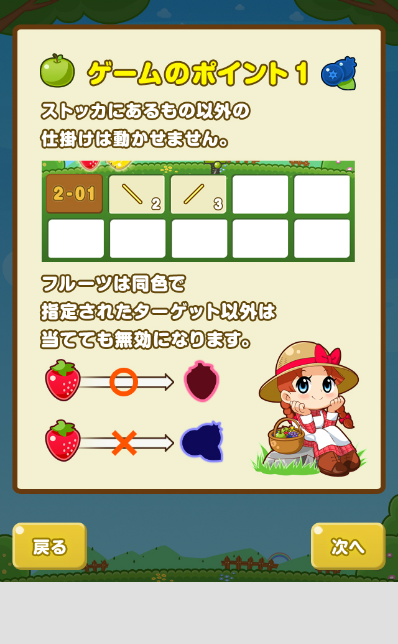 ゲームのポイント1
ストッカにあるもの以外の
仕掛けは動かせません。
2-01
2
3
フルーツは同色で
指定されたターゲット以外は
当てても無効になります。
戻る
次へ